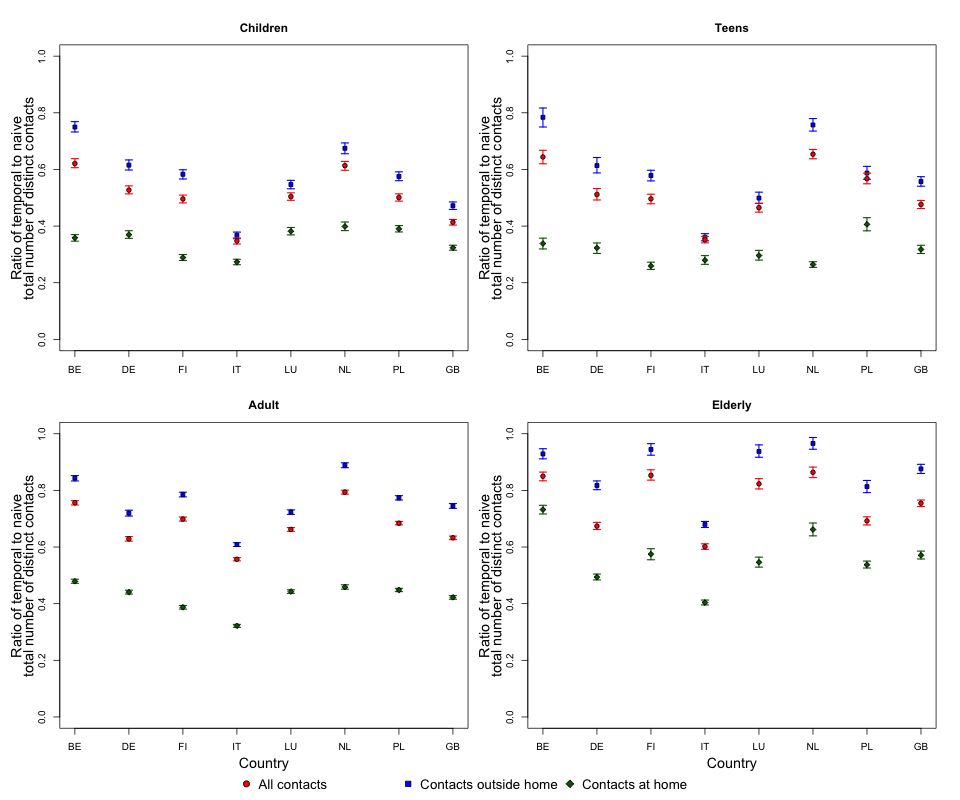 Children
Ratio of temporal to naive
total number of distinct contacts
1.0
0.8
0.6
0.4
0.2
0.0
BE DE FI IT LU NL PL GB
Teens
Ratio of temporal to naive
total number of distinct contacts
1.0
0.8
0.6
0.4
0.2
0.0
BE DE FI IT LU NL PL GB
Adult
Ratio of temporal to naive
total number of distinct contacts
1.0
0.8
0.6
0.4
0.2
0.0
BE DE FI IT LU NL PL GB
Country
Elderly
Ratio of temporal to naive
total number of distinct contacts
1.0
0.8
0.6
0.4
0.2
0.0
BE DE FI IT LU NL PL GB
Country
All contacts Contacts outside home Contacts at home